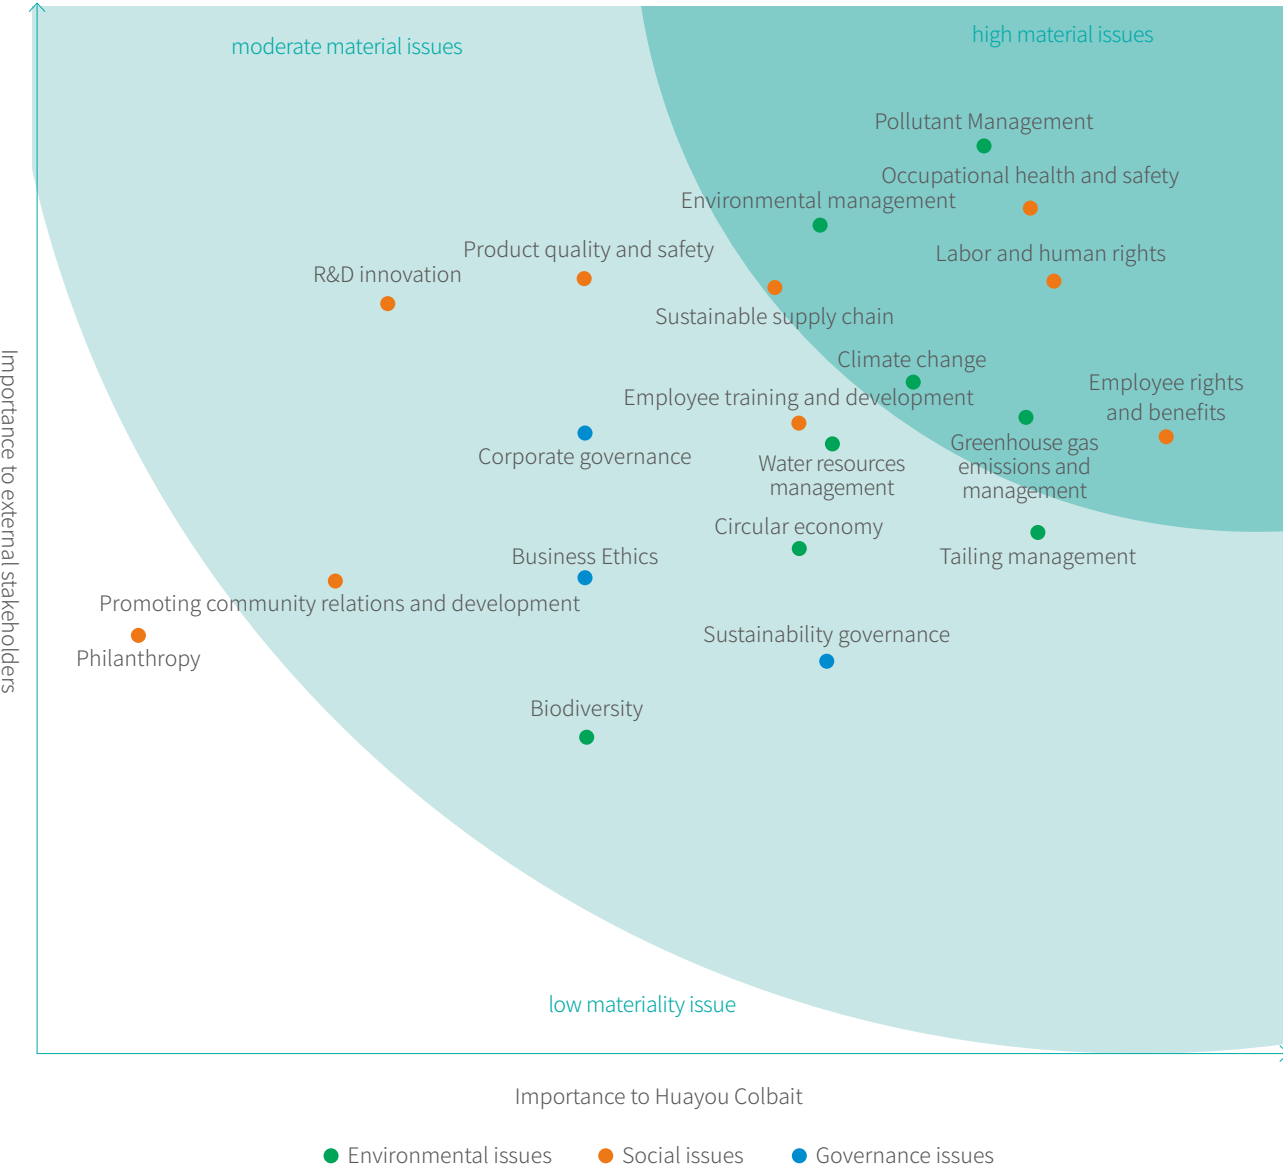 moderate material issues
high material issues
Pollutant Management
Occupational health and safety
Environmental management
Product quality and safety
Labor and human rights
R&D innovation
Sustainable supply chain
Climate change
Employee rights
and benefits
Employee training and development
Greenhouse gas
emissions and
management
Corporate governance
Water resources
management
Circular economy
Business Ethics
Tailing management
Promoting community relations and development
Sustainability governance
Philanthropy
Biodiversity
low materiality issue
Importance to external stakeholders
Importance to Huayou Colbait
Environmental issues
Social issues
Governance issues